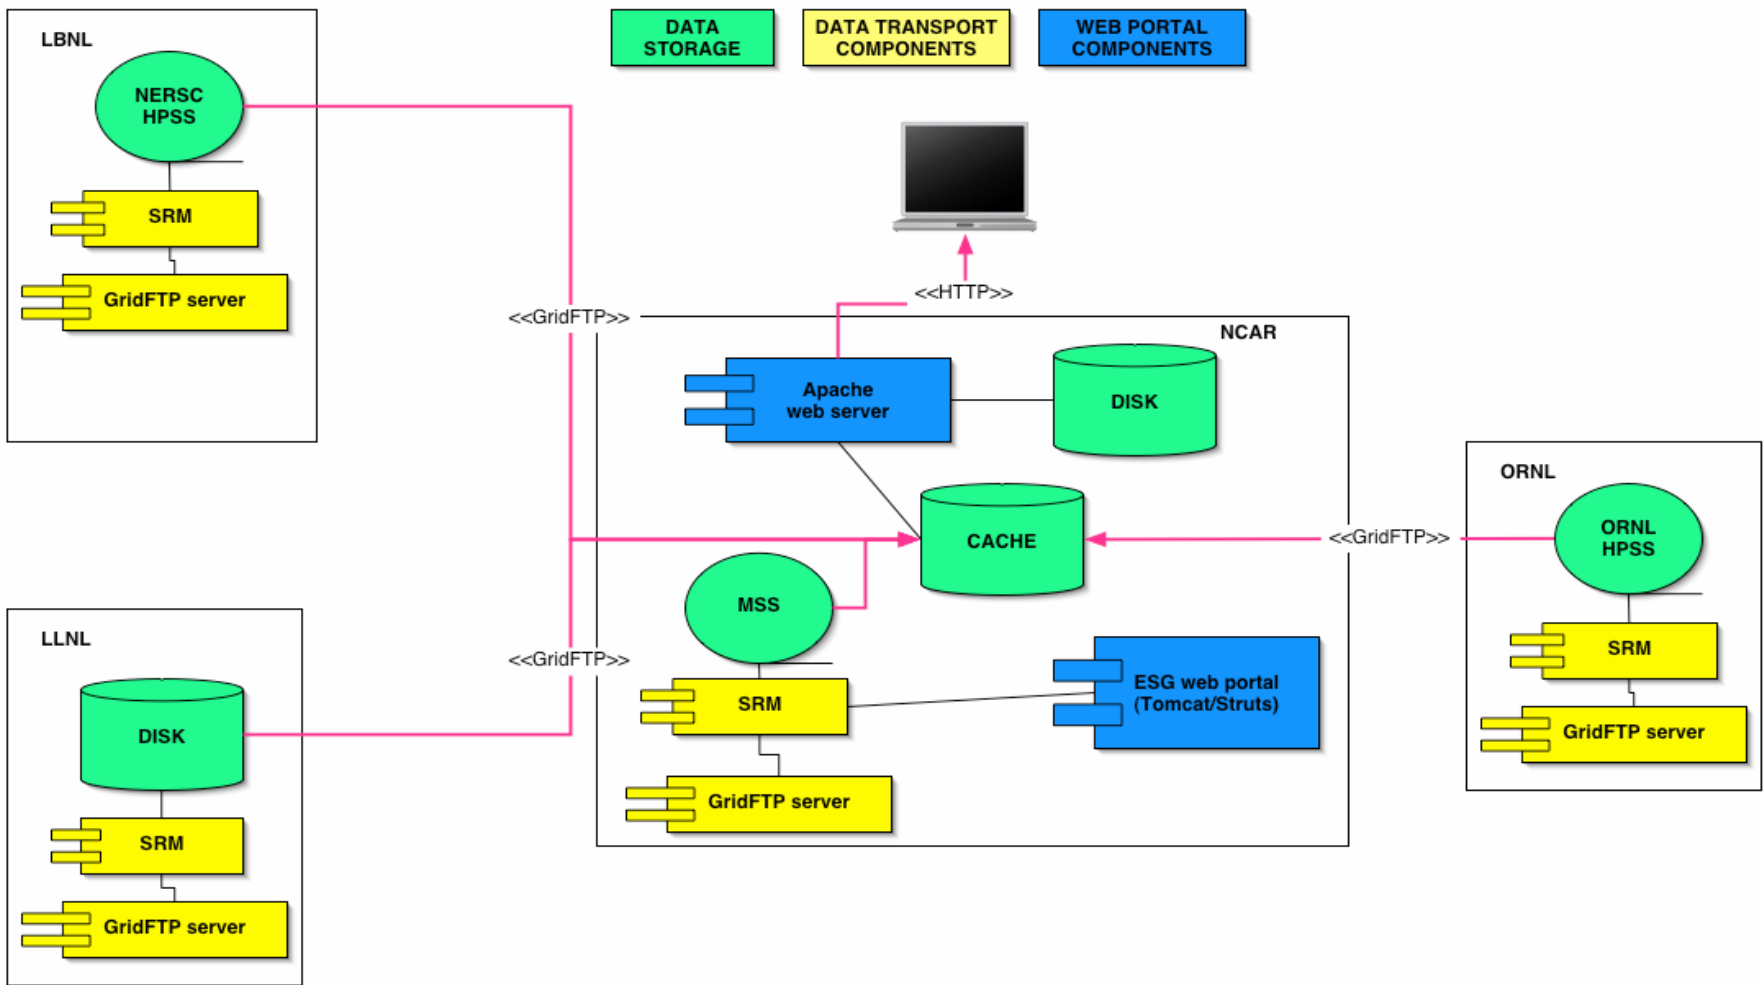 LBNL
NERSC
HPSS
SRM
GridFTP server
DATA
STORAGE
DATA TRANSPORT
COMPONENTS
WEB PORTAL
COMPONENTS
<<HTTP>>
<<GridFTP>>
NCAR
Apache
web server
DISK
CACHE
MSS
<<GridFTP>>
SRM
GridFTP server
ESG web portal
(Tomcat/Struts)
<<GridFTP>>
ORNL
ORNL
HPSS
SRM
GridFTP server
LLNL
DISK
SRM
GridFTP server